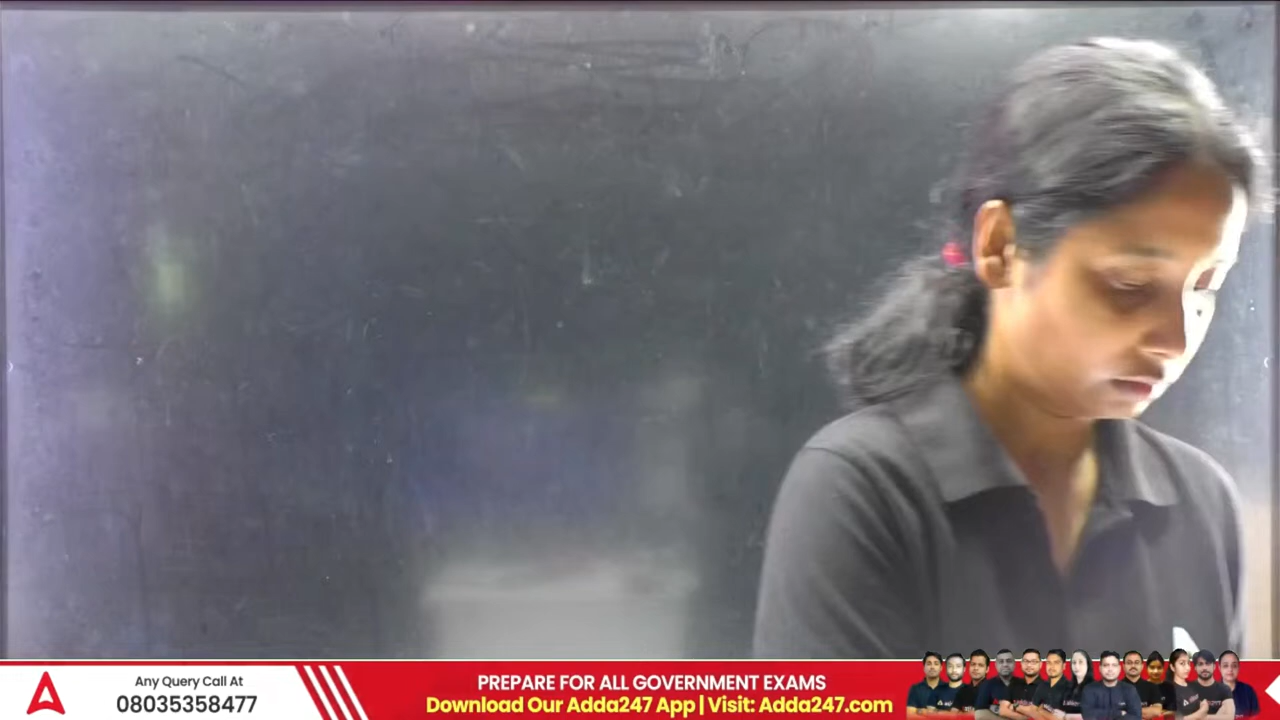 Any Query Call At
08035358477
PREPARE FOR ALL GOVERNMENT EXAMS
Download Our Adda247 App | Visit: Adda247.com